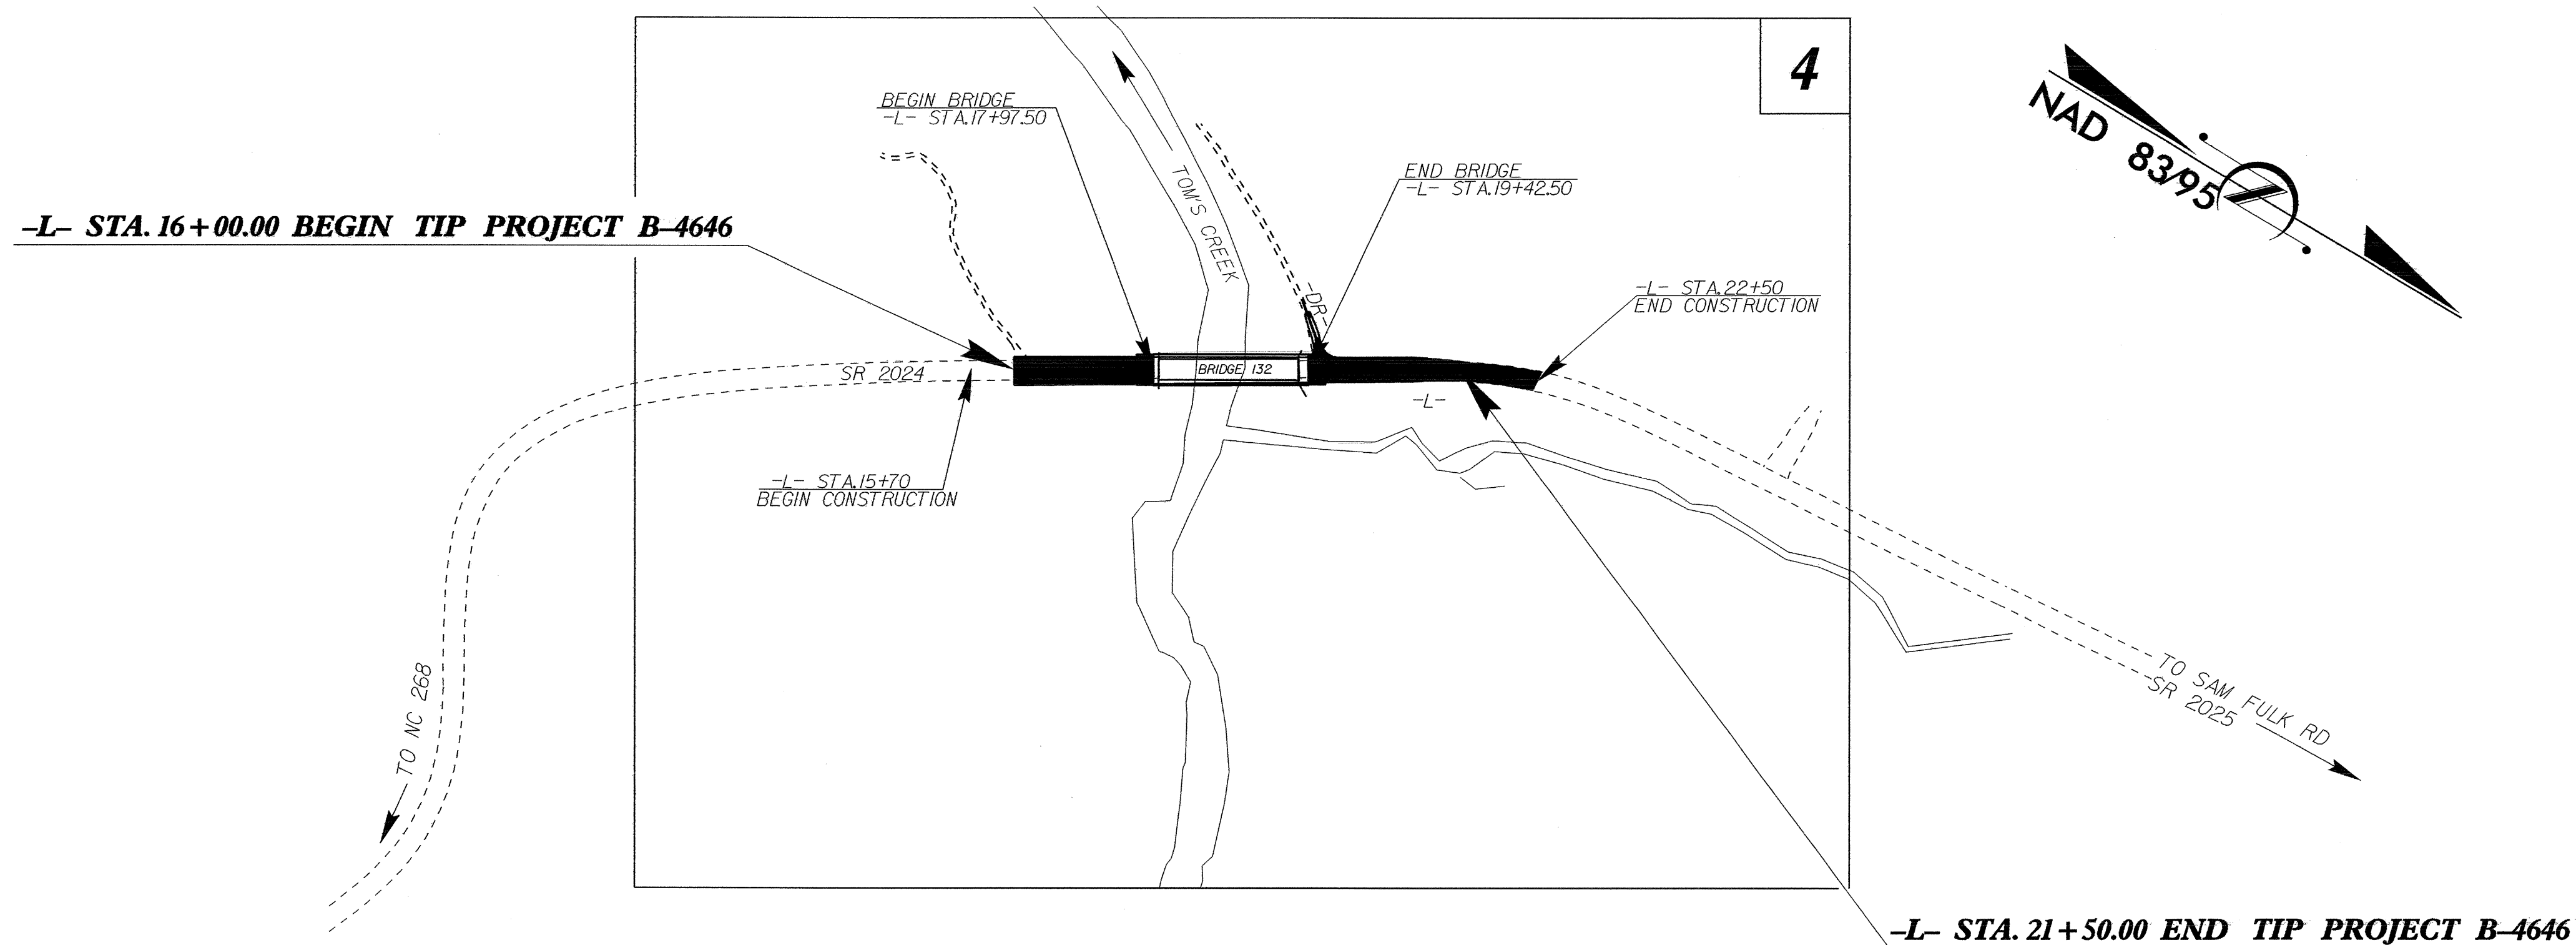 4
BEGIN BRIDGE
-L- STA.17+97.50
NAD 83/95
END BRIDGE
-L- STA.19+42.50
TOM'S CREEK
-L- STA. 16+00.00 BEGIN TIP PROJECT B-4646
-DR-
-L- STA.22+50
END CONSTRUCTION
SR 2024
BRIDGE 132
-L-
-L- STA.15+70
BEGIN CONSTRUCTION
TO NC 268
TO SAM FULK RD
SR 2025
-L- STA. 21+50.00 END TIP PROJECT B-4646